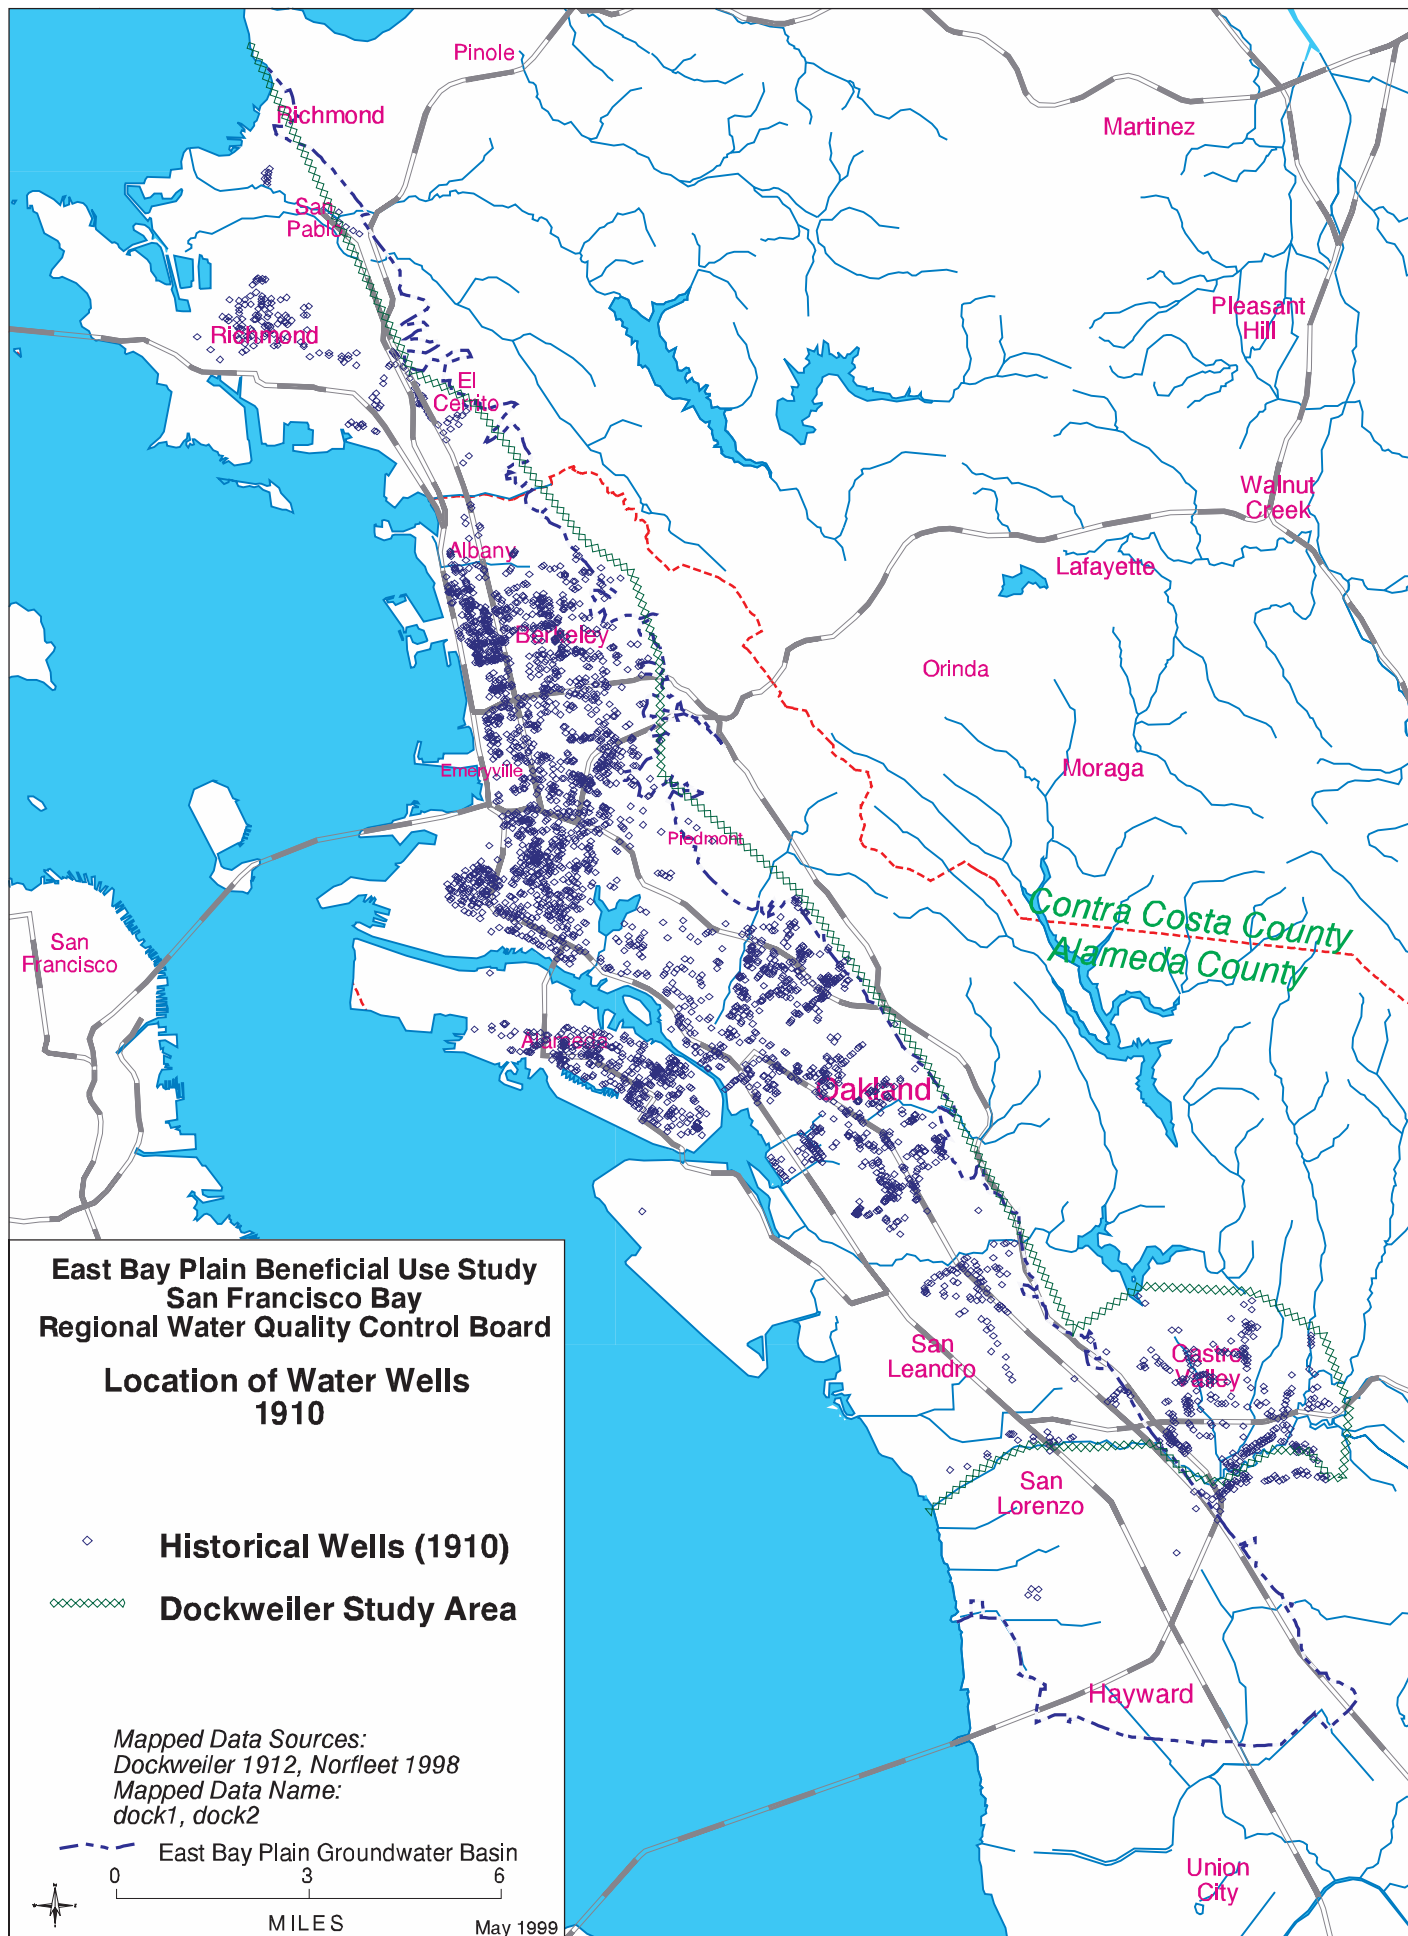 Pinole
Richmond
Martinez
San
Pablo
Pleasant
Hill
Richmond
El
Cerrito
Walnut
Creek
Albany
Lafayette
Berkeley
Orinda
Emeryville
Moraga
Piedmont
Contra Costa County
Alameda County
San
Francisco
Alameda
Oakland
San
Leandro
Castro
Valley
San
Lorenzo
Hayward
Union
City
East Bay Plain Beneficial Use Study
San Francisco Bay
Regional Water Quality Control Board
Location of Water Wells
1910
Historical Wells (1910)
Dockweiler Study Area
Mapped Data Sources:
Dockweiler 1912, Norfleet 1998
Mapped Data Name:
dock1, dock2
East Bay Plain Groundwater Basin
0 3 6
MILES
May 1999